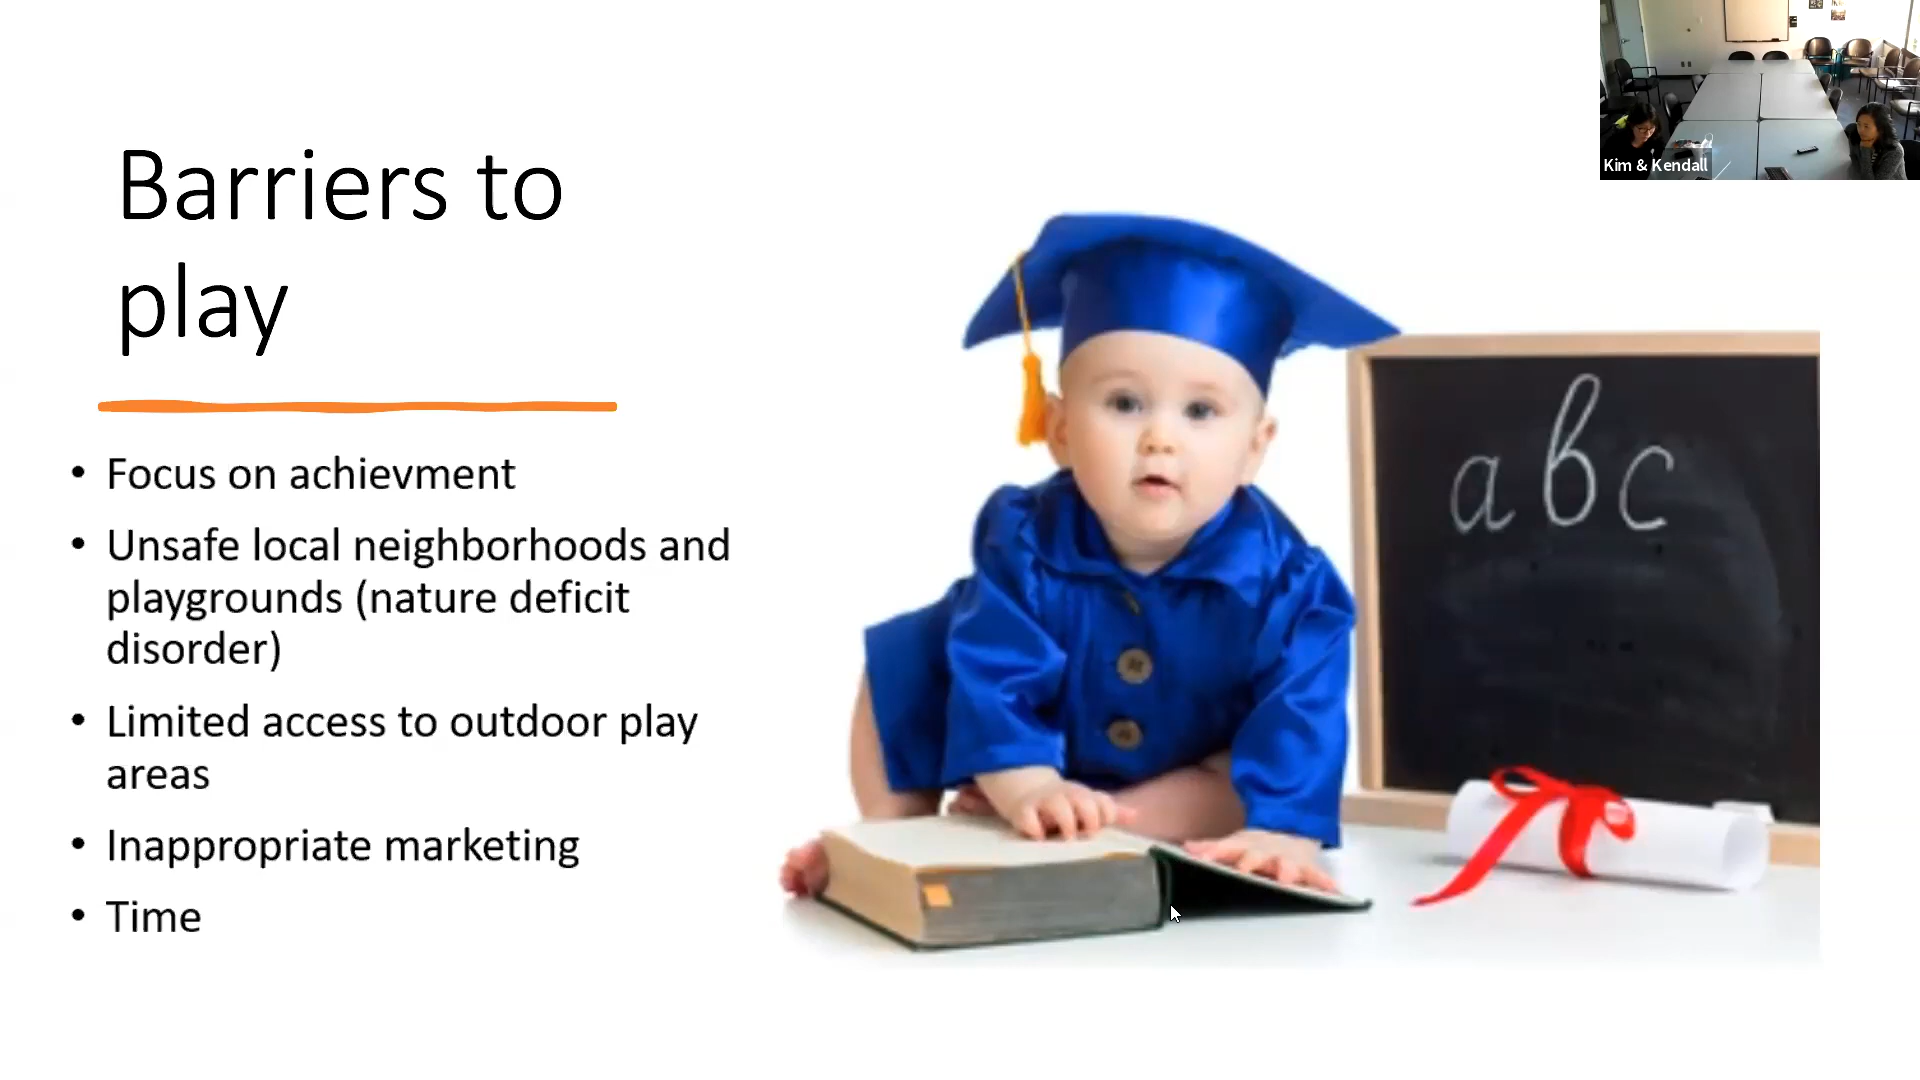 Barriers to
play
• Focus on achievment
• Unsafe local neighborhoods and
playgrounds (nature deficit
disorder)
• Limited access to outdoor play
areas
• Inappropriate marketing
• Time
a b c
Kim & Kendall